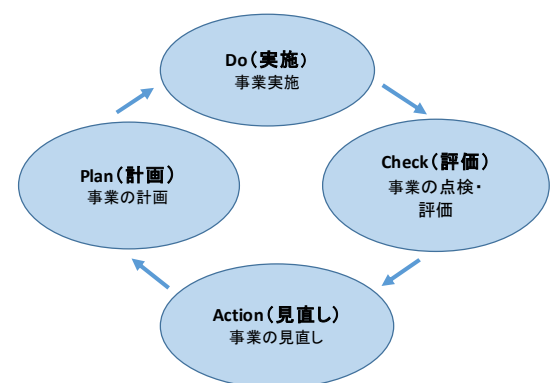 Do(実施)
事業実施
Check(評価)
事業の点検・
評価
Plan(計画)
事業の計画
Action(見直し)
事業の見直し